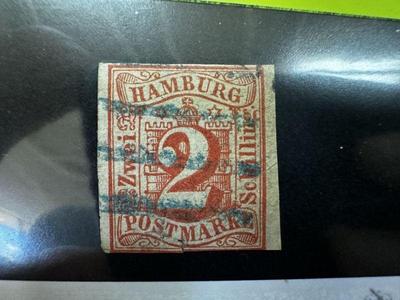 HAMBURG
Zwei
2
Schilling
POSTMARKE